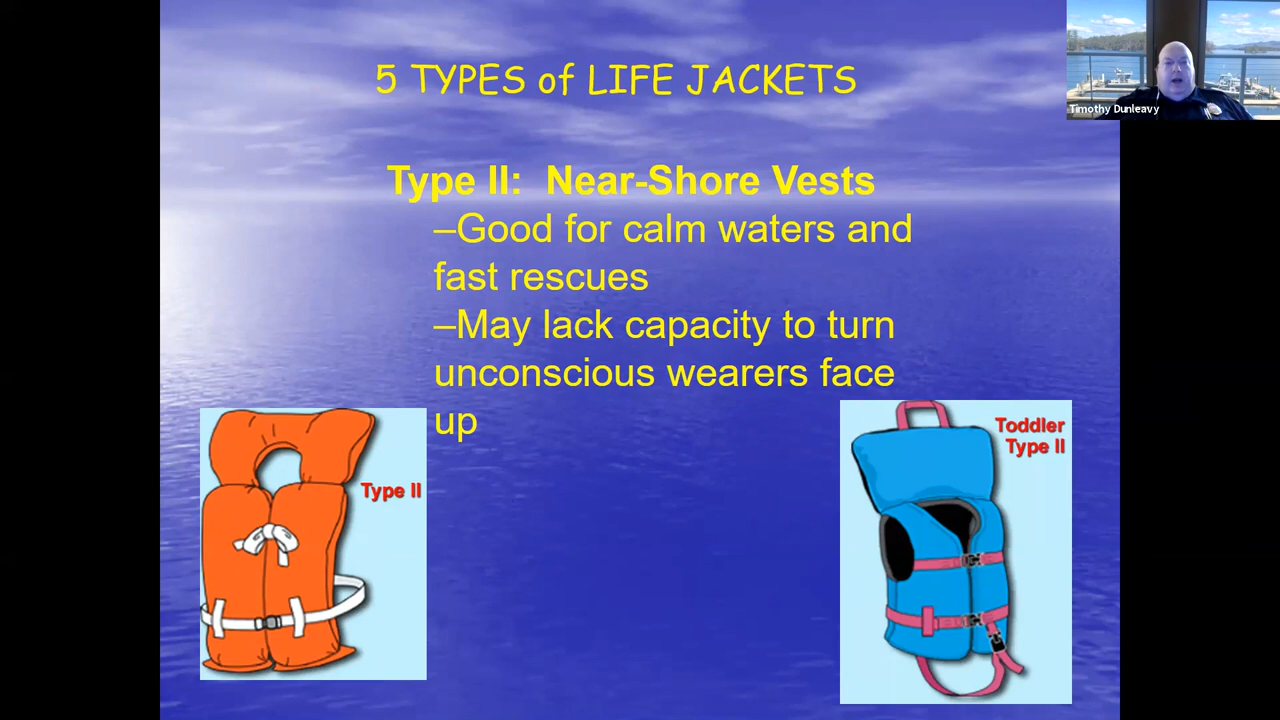 5 TYPES of LIFE JACKETS
Timothy Dunleavy
Type II: Near-Shore Vests
–Good for calm waters and
fast rescues
–May lack capacity to turn
unconscious wearers face
up
Type II
Toddler
Type II